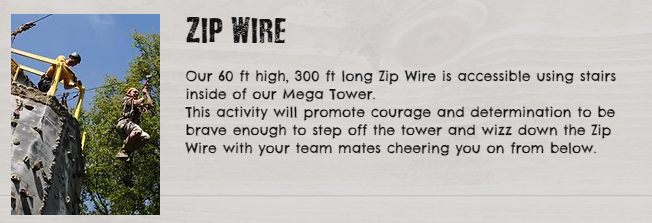 ZIP WIRE
Our 60 ft high, 300 ft long Zip Wire is accessible using stairs
inside of our Mega Tower.
This activity will promote courage and determination to be
brave enough to step off the tower and wizz down the Zip
Wire with your team mates cheering you on from below.